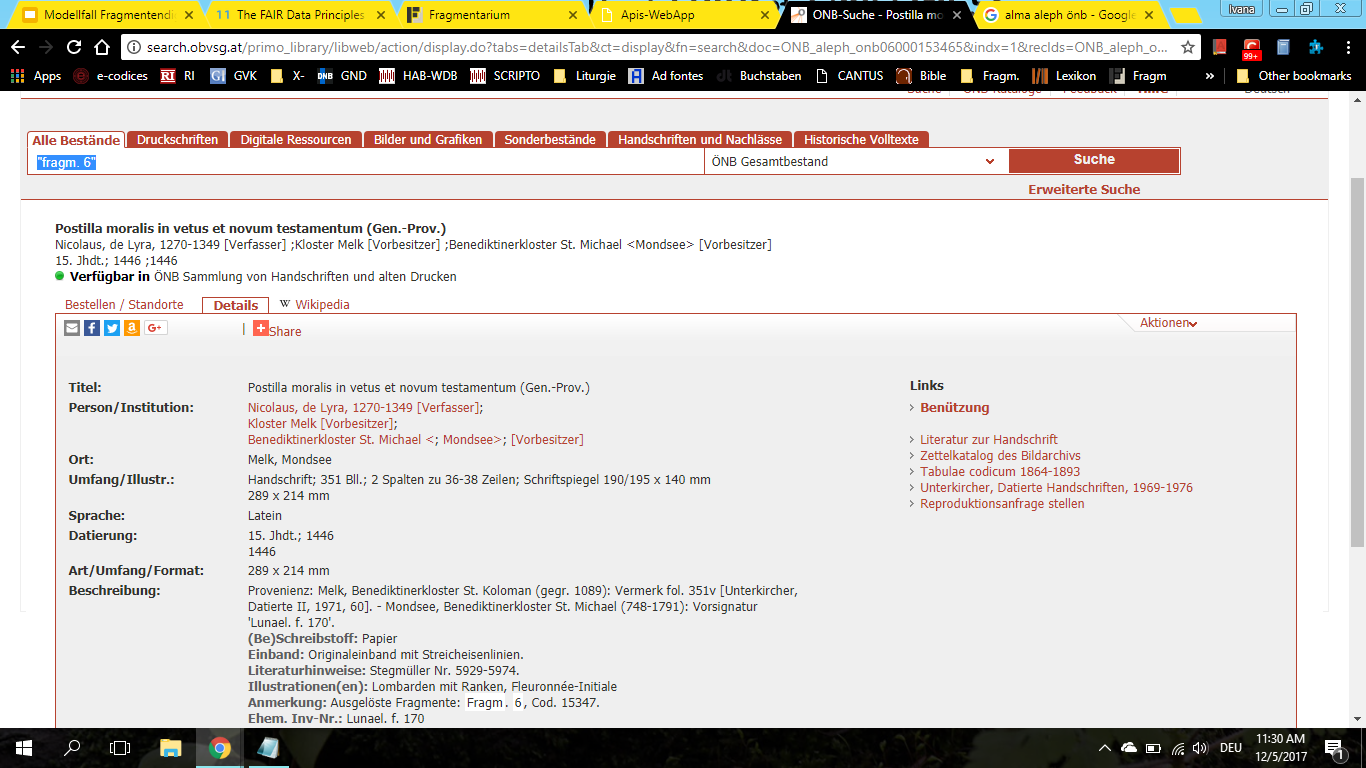 Modellfall Fragmentendi
The FAIR Data Principles
Fragmentarium
Apis-WebApp
ONB-Suche - Postilla mo
alma aleph önb - Google
Ivana
search.obvsg.at/primo_library/libweb/action/display.do?tabs=detailsTab&ct=display&fn=search&doc=ONB_aleph_onb06000153465&indx=1&recIds=ONB_aleph_o...
99+
Apps e-codices RI RI GI GVK X- DNB GND HAB-WDB SCRIPTO Liturgie Ad fontes Buchstaben CANTUS Bible Fragm. Lexikon Fragm » Other bookmarks
Alle Bestände Druckschriften Digitale Ressourcen Bilder und Grafiken Sonderbestände Handschriften und Nachlässe Historische Volltexte
"fragm. 6" ÖNB Gesamtbestand Suche
Erweiterte Suche
Postilla moralis in vetus et novum testamentum (Gen.-Prov.)
Nicolaus, de Lyra, 1270-1349 [Verfasser] ;Kloster Melk [Vorbesitzer] ;Benediktinerkloster St. Michael <Mondsee> [Vorbesitzer]
15. Jhdt.; 1446 ;1446
Verfügbar in ÖNB Sammlung von Handschriften und alten Drucken
Bestellen / Standorte Details W Wikipedia
G+ | Share Aktionen
Titel: Postilla moralis in vetus et novum testamentum (Gen.-Prov.)
Person/Institution: Nicolaus, de Lyra, 1270-1349 [Verfasser];
Kloster Melk [Vorbesitzer];
Benediktinerkloster St. Michael <; Mondsee>; [Vorbesitzer]
Ort: Melk, Mondsee
Umfang/Illustr.: Handschrift; 351 Bll.; 2 Spalten zu 36-38 Zeilen; Schriftspiegel 190/195 x 140 mm
289 x 214 mm
Sprache: Latein
Datierung: 15. Jhdt.; 1446
1446
Art/Umfang/Format: 289 x 214 mm
Beschreibung: Provenienz: Melk, Benediktinerkloster St. Koloman (gegr. 1089): Vermerk fol. 351v [Unterkircher,
Datierte II, 1971, 60]. - Mondsee, Benediktinerkloster St. Michael (748-1791): Vorsignatur
'Lunael. f. 170'.
(Be)Schreibstoff: Papier
Einband: Originaleinband mit Streicheisenlinien.
Literaturhinweise: Stegmüller Nr. 5929-5974.
Illustrationen(en): Lombarden mit Ranken, Fleuronnée-Initiale
Anmerkung: Ausgelöste Fragmente: Fragm. 6, Cod. 15347.
Ehem. Inv-Nr.: Lunael. f. 170
Links
Benützung
Literatur zur Handschrift
Zettelkatalog des Bildarchivs
Tabulae codicum 1864-1893
Unterkircher, Datierte Handschriften, 1969-1976
Reproduktionsanfrage stellen
DEU
11:30 AM
12/5/2017
1